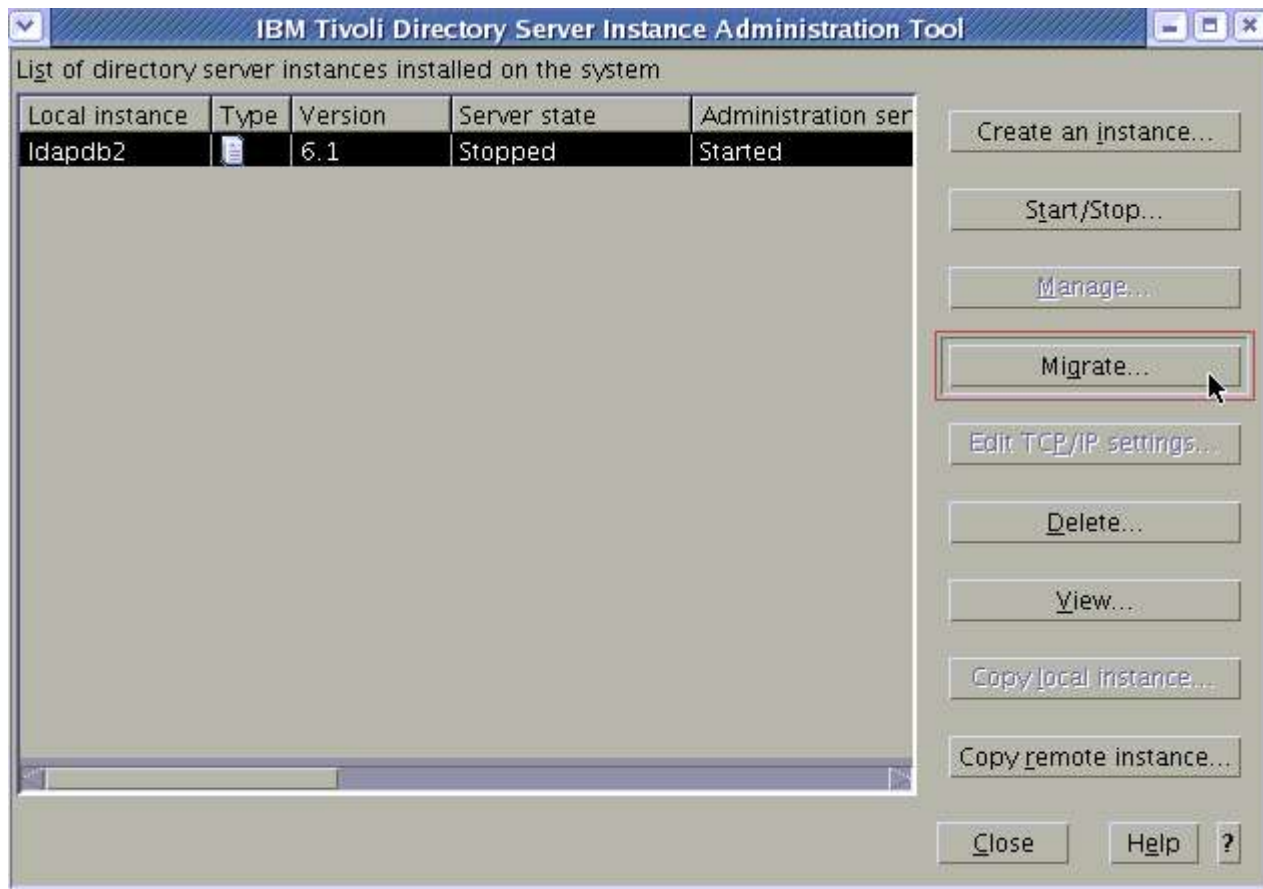 IBM Tivoli Directory Server Instance Administration Tool
List of directory server instances installed on the system
Local instance Type Version Server state Administration ser
ldapdb2 6.1 Stopped Started
Create an instance...
Start/Stop...
Manage...
Migrate...
Edit TCP/IP settings...
Delete...
View...
Copy local instance...
Copy remote instance...
Close Help ?